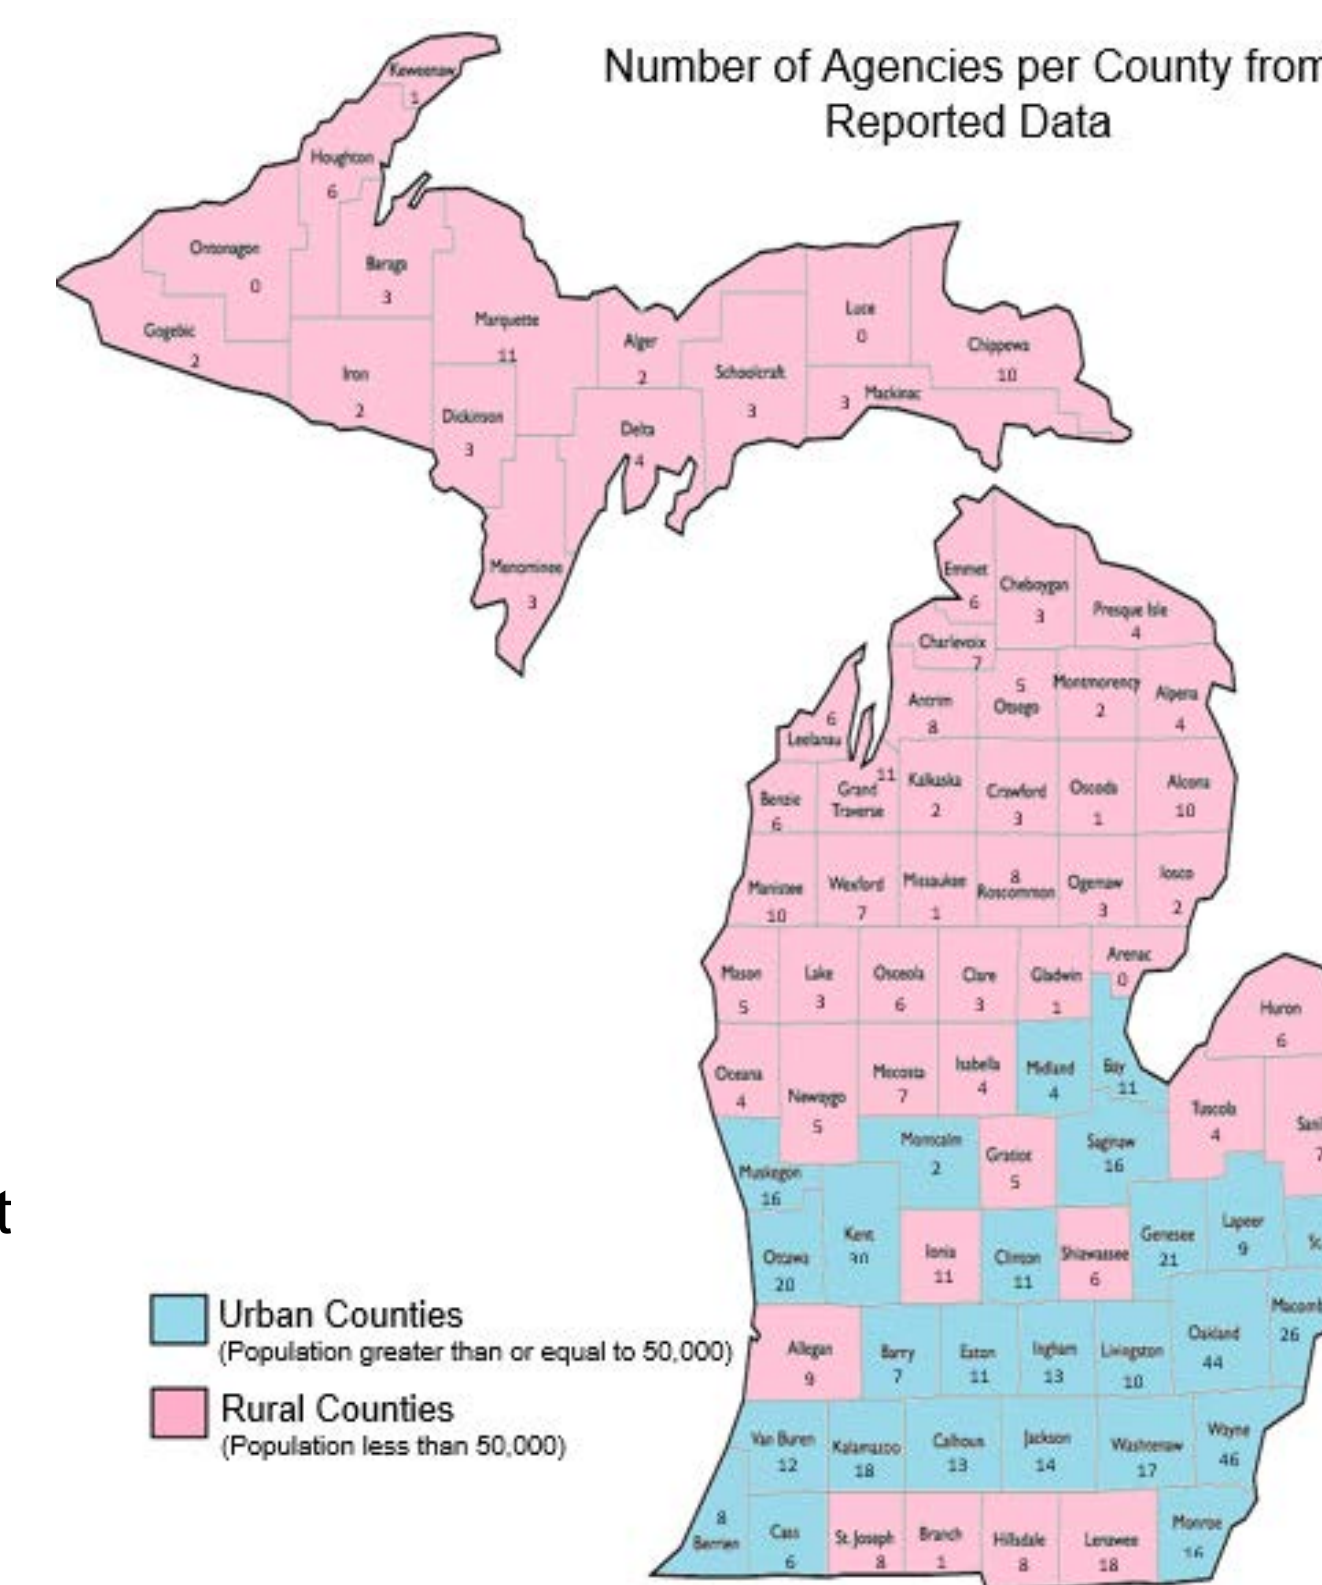 Number of Agencies per County from
Reported Data
Keweenaw
1
Houghton
6
Ontonagon
0
Baraga
3
Gogebic
2
Marquette
11
Iron
2
Dickinson
3
Alger
2
Delta
4
Schoolcraft
3
Luce
0
Chippewa
10
3 Mackinac
Menominee
3
Emmet
6
Cheboygan
3
Presque Isle
4
Charlevoix
7
Antrim
8
5
Otsego
Montmorency
2
Alpena
4
6
Leelanau
Benzie
6
11
Grand
Traverse
Kalkaska
2
Crawford
3
Oscoda
1
Alcona
10
Manistee
10
Wexford
7
Missaukee
1
8
Roscommon
Ogemaw
3
Iosco
2
Mason
5
Lake
3
Osceola
6
Clare
3
Gladwin
1
Arenac
0
Huron
6
Oceana
4
Newaygo
5
Mecosta
7
Isabella
4
Midland
4
Bay
11
Tuscola
4
Sani
7
Muskegon
16
Montcalm
2
Gratiot
5
Saginaw
16
Ottawa
20
Kent
30
Ionia
11
Clinton
11
Shiawassee
6
Genesee
21
Lapeer
9
Sc
Macomb
26
Allegan
9
Barry
7
Eaton
11
Ingham
13
Livingston
10
Oakland
44
Van Buren
12
Kalamazoo
18
Calhoun
13
Jackson
14
Washtenaw
17
Wayne
46
8
Berrien
Cass
6
St. Joseph
8
Branch
1
Hillsdale
8
Lenawee
18
Monroe
16
t
Urban Counties
(Population greater than or equal to 50,000)
Rural Counties
(Population less than 50,000)